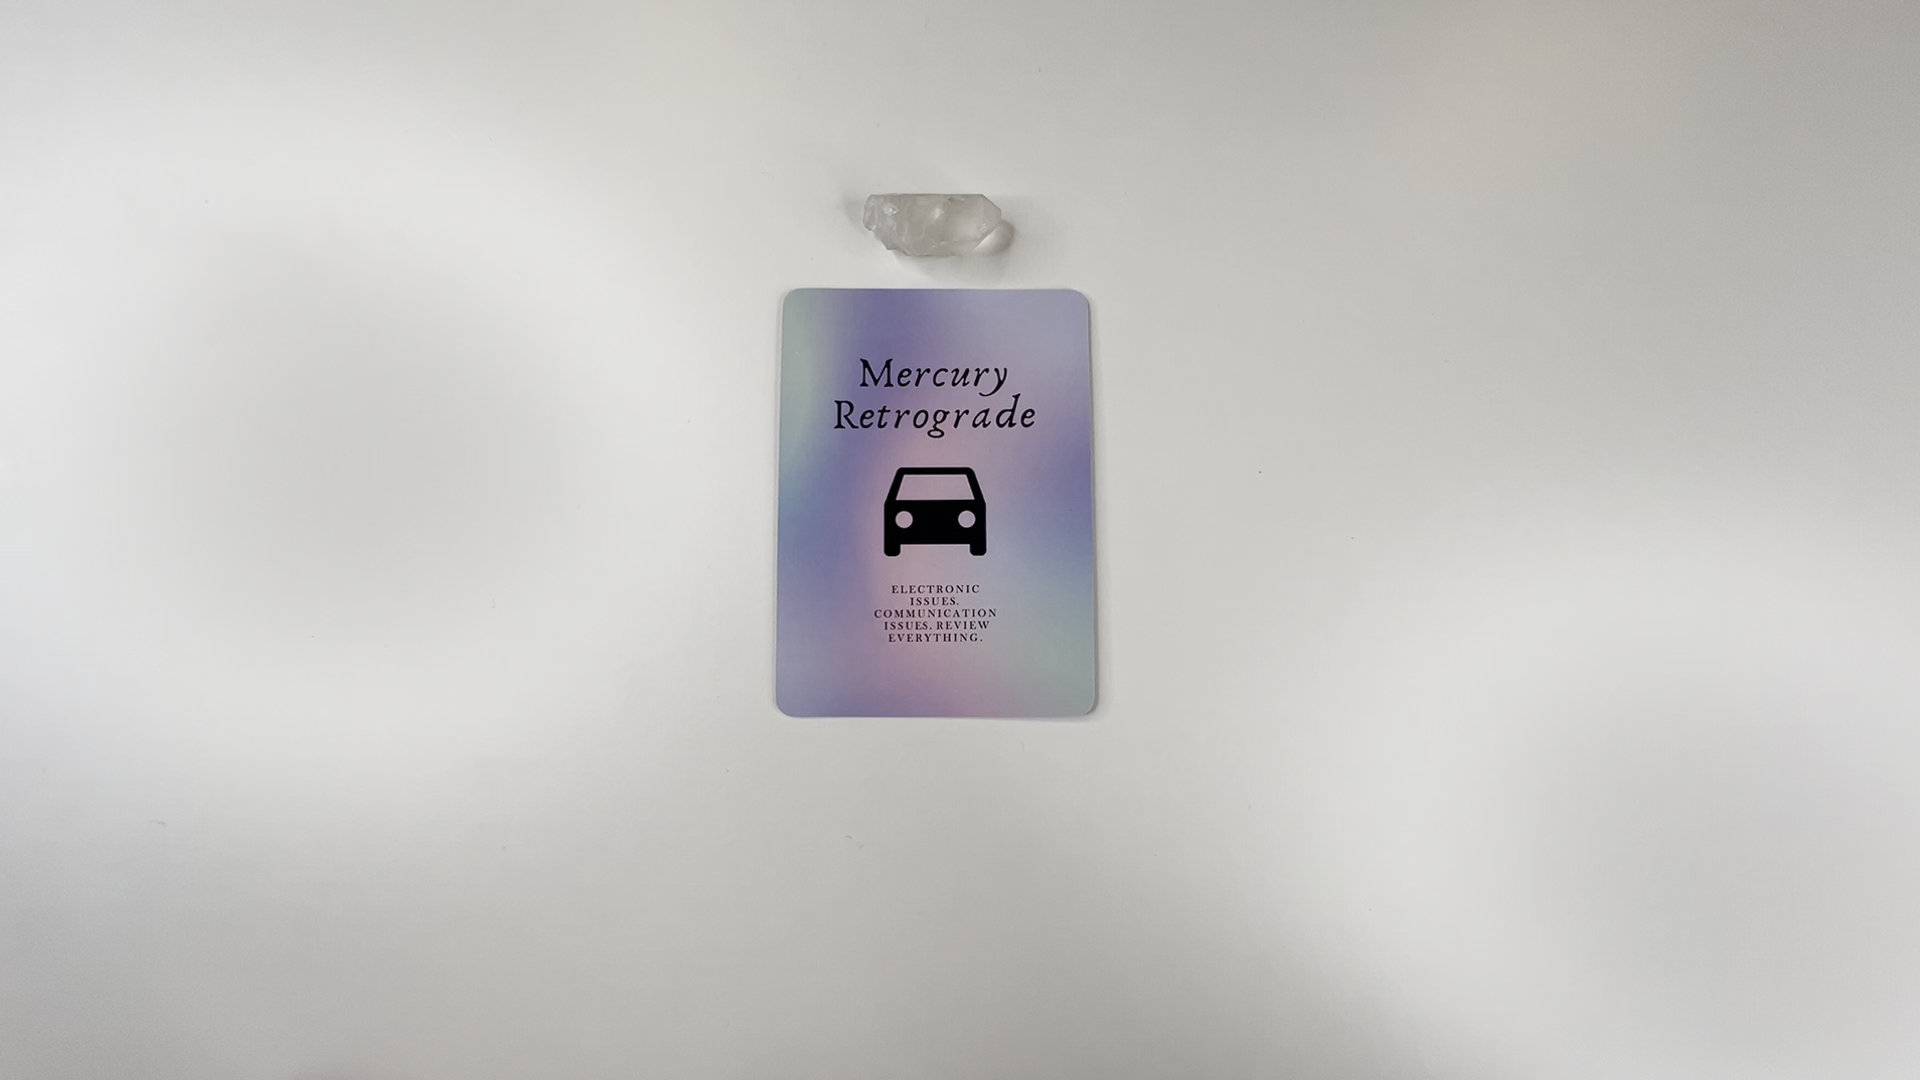 Mercury
Retrograde
ELECTRONIC
ISSUES.
COMMUNICATION
ISSUES. REVIEW
EVERYTHING.